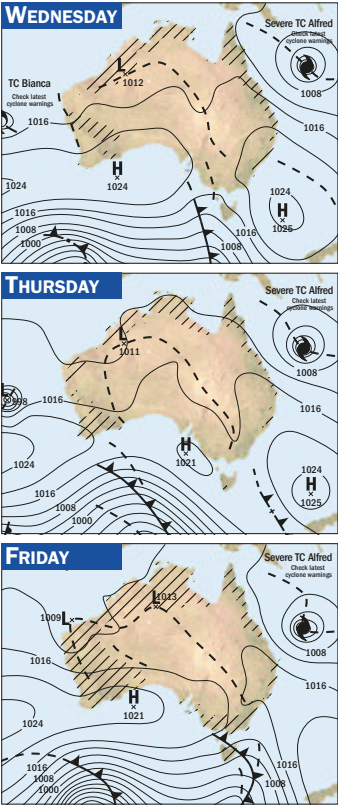 WEDNESDAY
Severe TC Alfred
Check latest
cyclone warnings
L
1012
TC Bianca
Check latest
cyclone warnings
1008
1016
1016
H
1024
1024
1024
H
1025
1016
1008
1000
1016
1008
THURSDAY
Severe TC Alfred
Check latest
cyclone warnings
L
1011
1008
L
998
1016
1016
H
1021
1024
1024
H
1025
1016
1008
1000
FRIDAY
Severe TC Alfred
Check latest
cyclone warnings
L
1013
1009
L
1008
1016
1016
H
1021
1024
1016
1008
1000
1016
1008